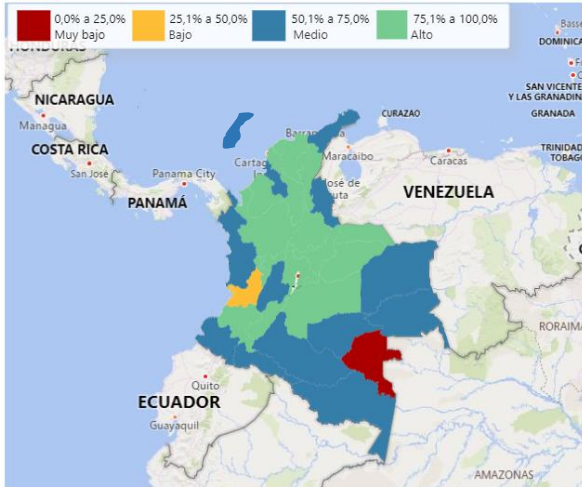 0,0% a 25,0%
Muy bajo
25,1% a 50,0%
Bajo
50,1% a 75,0%
Medio
75,1% a 100,0%
Alto
HONDURAS
DOMINICA
SAN VICENTE
Y LAS GRANADIN
GRANADA
NICARAGUA
Managua
CURAZAO
COSTA RICA
San José
Maracaibo
Caracas
TRINIDAD
TOBAGO
Panama City
Cartag
PANAMÁ
VENEZUELA
RORAIMA
Quito
ECUADOR
Guayaquil
AMAZONAS